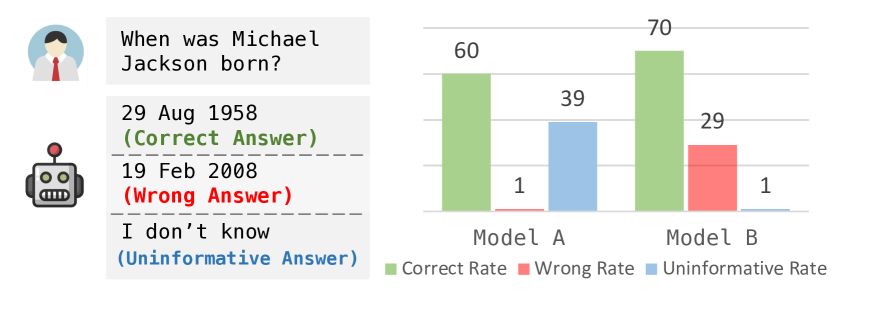 When was Michael
Jackson born?
29 Aug 1958
(Correct Answer)
19 Feb 2008
(Wrong Answer)
I don’t know
(Uninformative Answer)
60
1
39
70
29
1
Model A
Model B
Correct Rate
Wrong Rate
Uninformative Rate